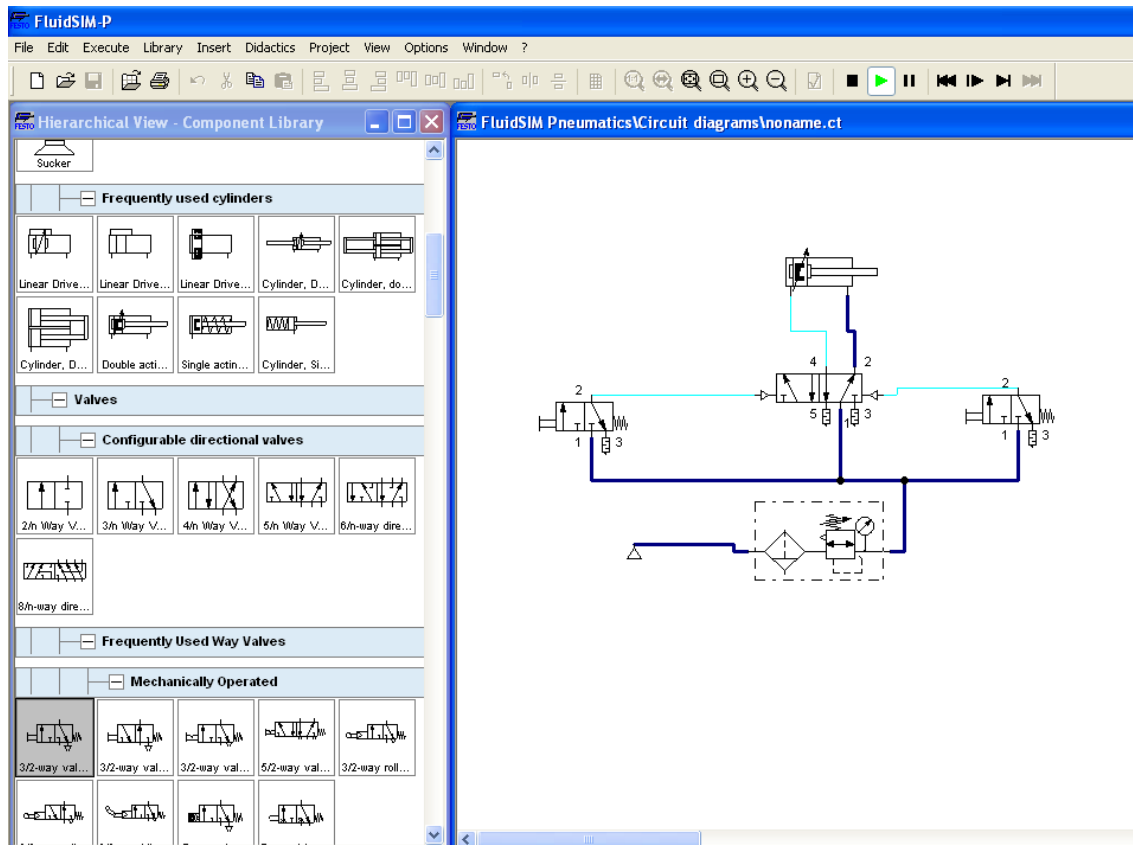 FluidSIM-P
File Edit Execute Library Insert Didactics Project View Options Window ?
FESTO Hierarchical View - Component Library
Sucker
Frequently used cylinders
Linear Drive... Linear Drive... Linear Drive... Cylinder, D... Cylinder, do...
Cylinder, D... Double acti... Single actin... Cylinder, Si...
Valves
Configurable directional valves
2/n Way V... 3/n Way V... 4/n Way V... 5/n Way V... 6/n-way dire...
8/n-way dire...
Frequently Used Way Valves
Mechanically Operated
3/2-way val... 3/2-way val... 3/2-way val... 5/2-way val... 3/2-way roll...
FESTO FluidSIM Pneumatics\Circuit diagrams\noname.ct
4 2
5 1 3
2
1 3
2
1 3